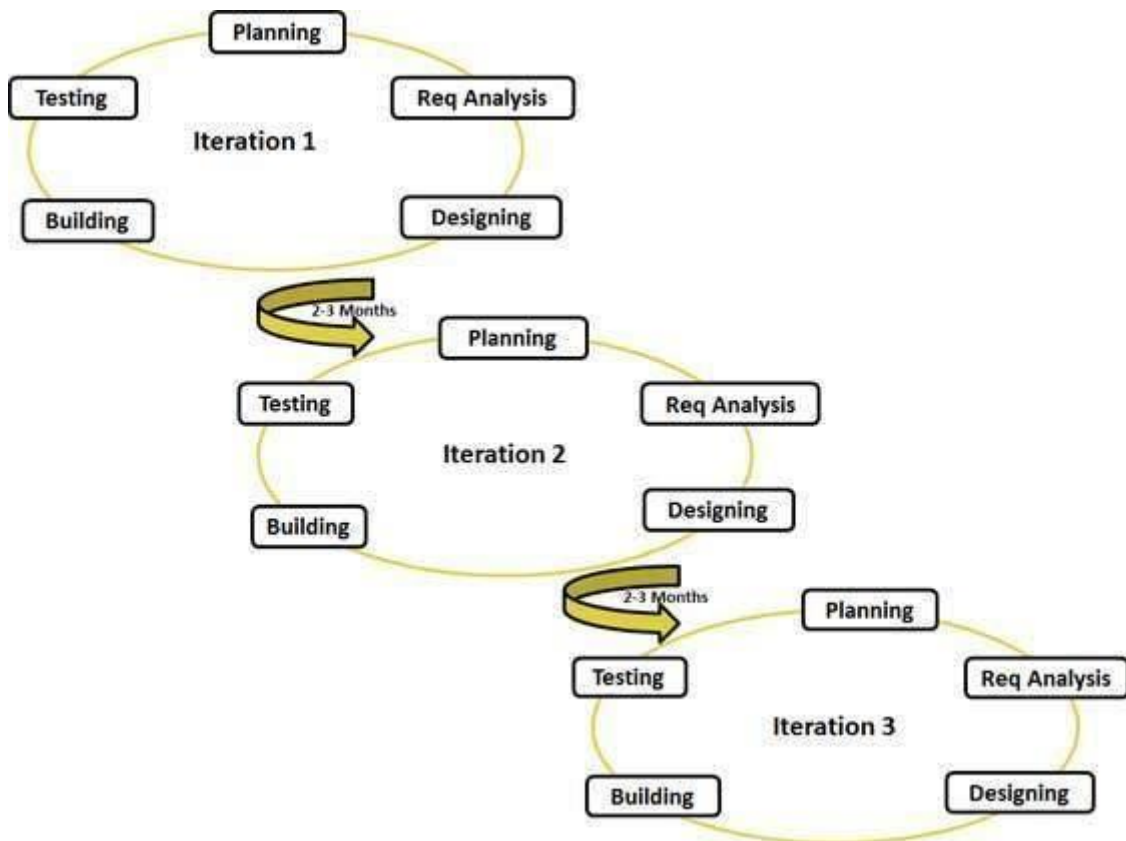 Planning
Testing
Req Analysis
Iteration 1
Building
Designing
2-3 Months
Planning
Testing
Req Analysis
Iteration 2
Building
Designing
2-3 Months
Planning
Testing
Req Analysis
Iteration 3
Building
Designing